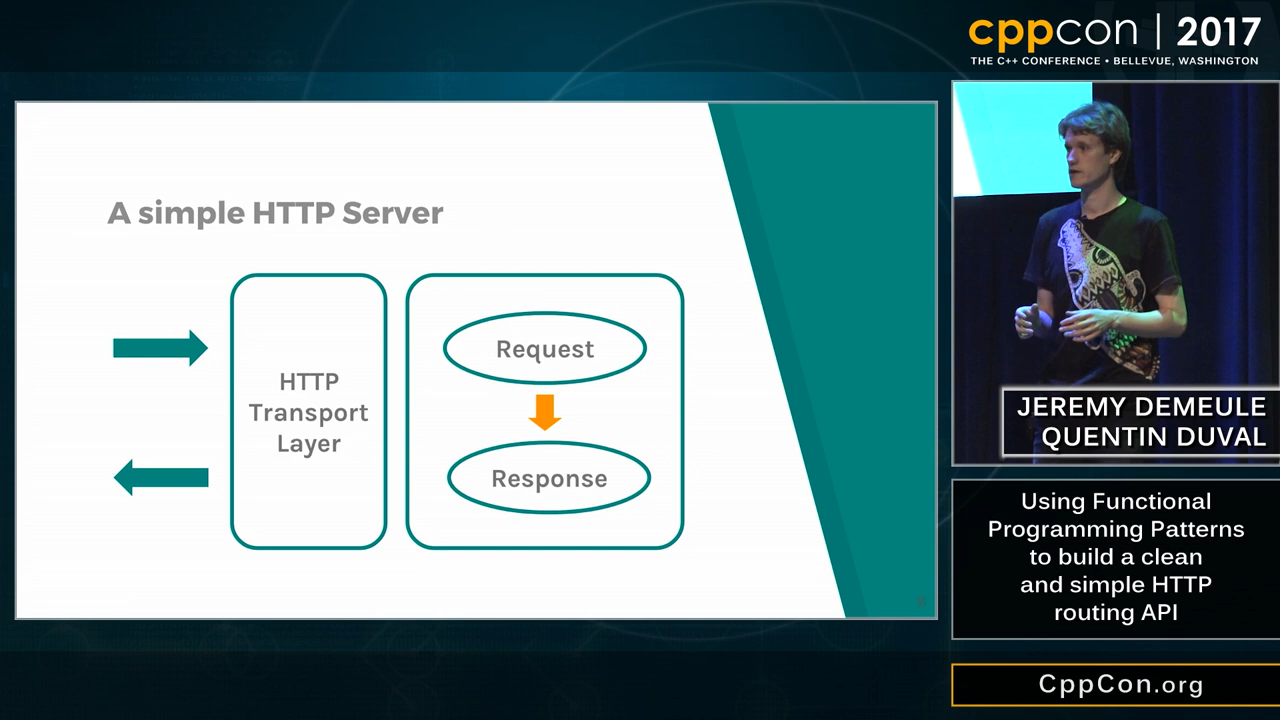 cppcon | 2017
THE C++ CONFERENCE • BELLEVUE, WASHINGTON
A simple HTTP Server
HTTP
Transport
Layer
Request
Response
JEREMY DEMEULE
QUENTIN DUVAL
Using Functional
Programming Patterns
to build a clean
and simple HTTP
routing API
CppCon.org